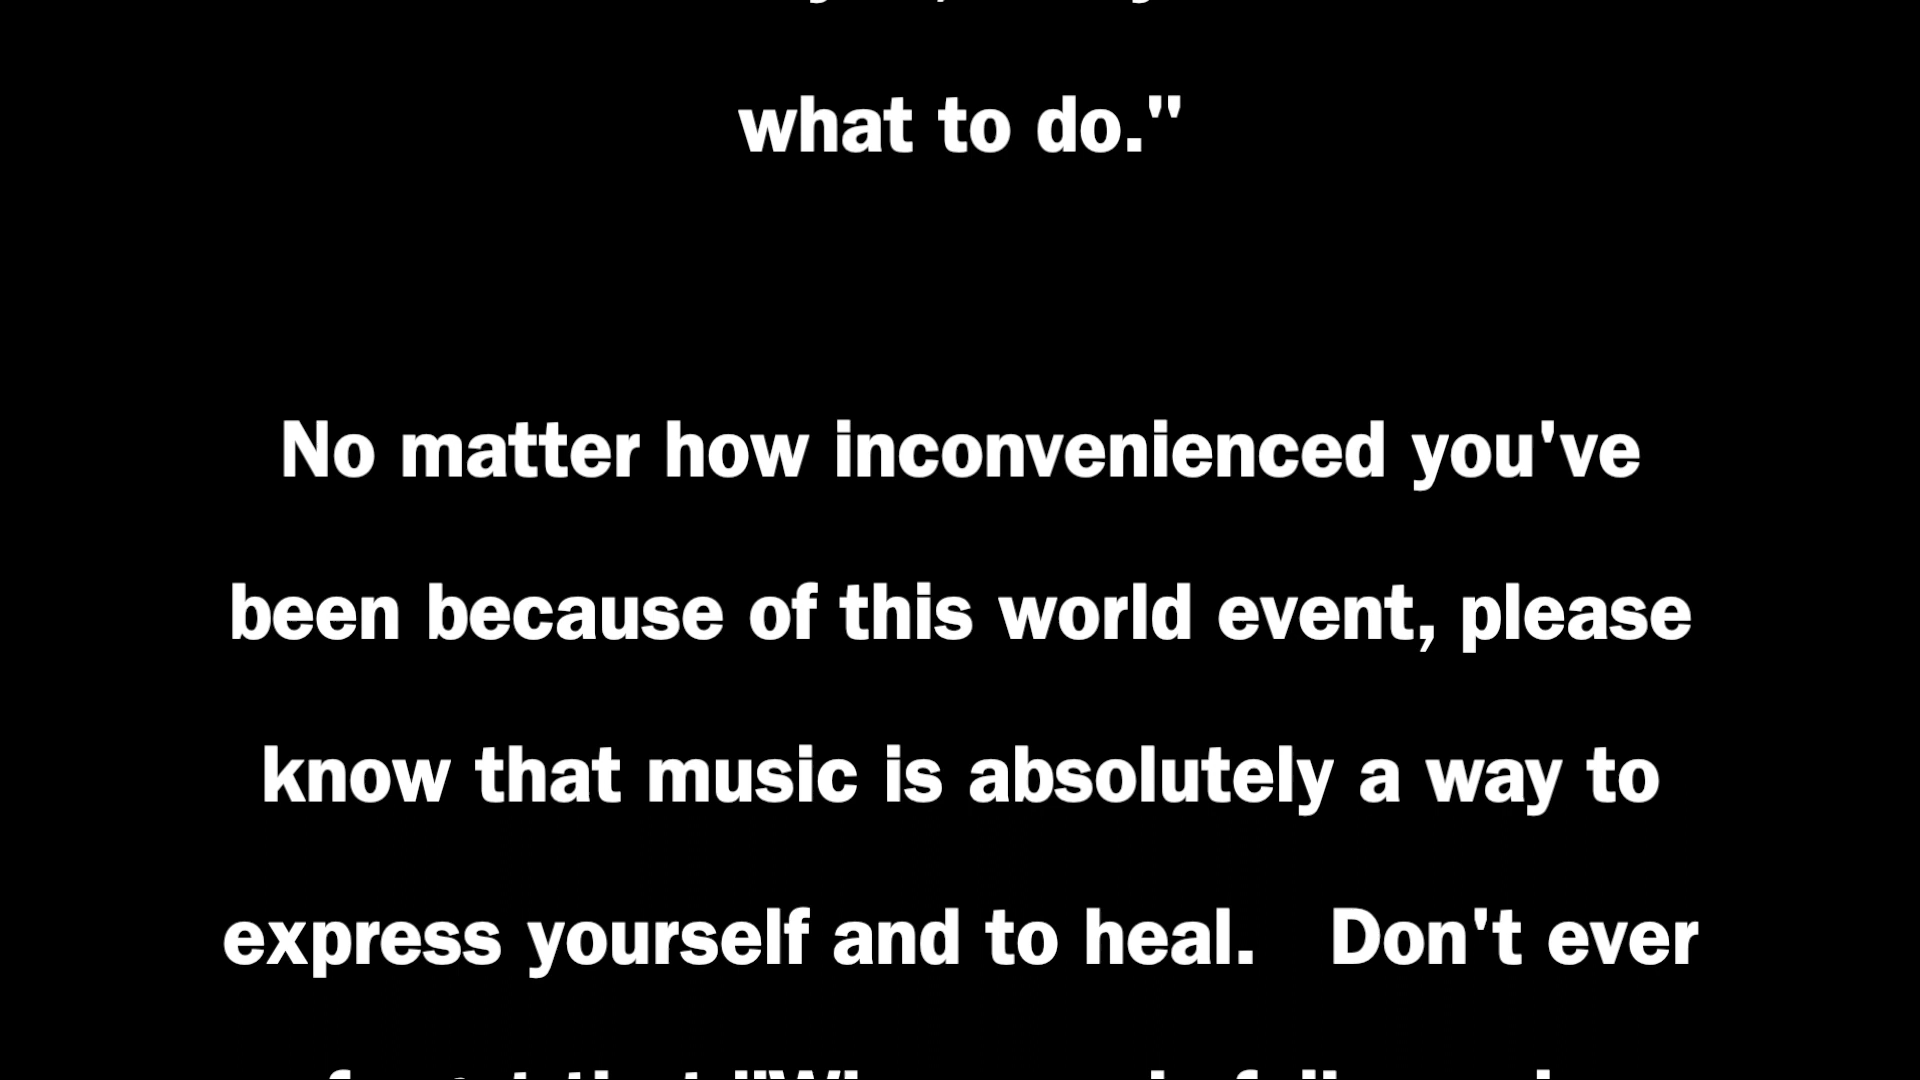 what to do."
No matter how inconvenienced you've
been because of this world event, please
know that music is absolutely a way to
express yourself and to heal.   Don't ever